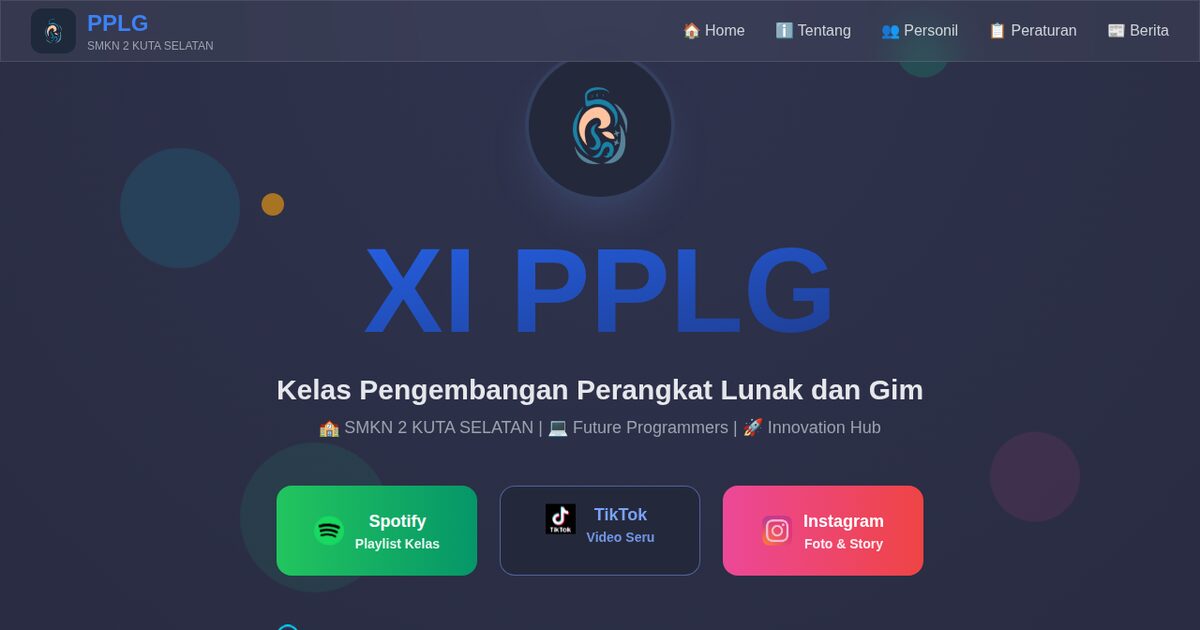 PPLG
SMKN 2 KUTA SELATAN
🏠 Home
ℹ️ Tentang
👥 Personil
📋 Peraturan
📰 Berita
XI PPLG
Kelas Pengembangan Perangkat Lunak dan Gim
🏫 SMKN 2 KUTA SELATAN | 💻 Future Programmers | 🚀 Innovation Hub
Spotify
Playlist Kelas
TikTok
TikTok
Video Seru
Instagram
Foto & Story